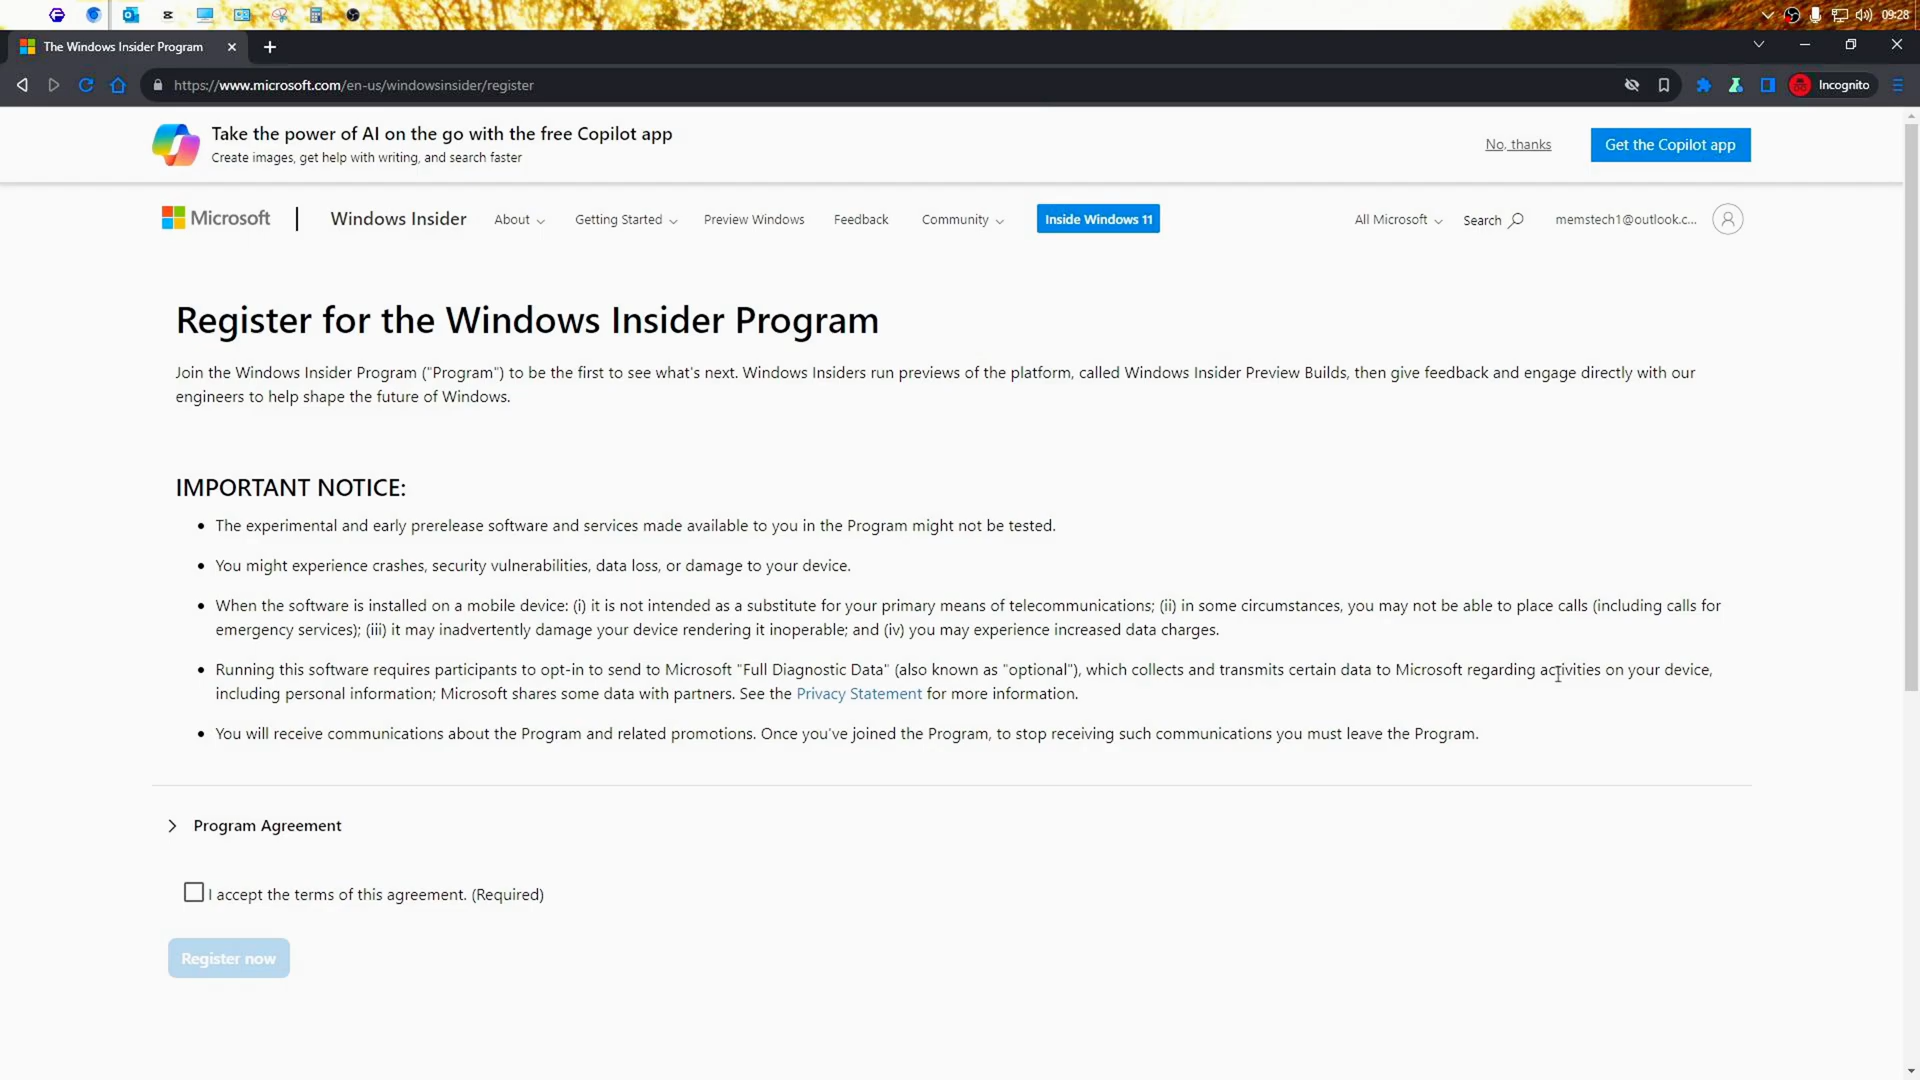 09:28
The Windows Insider Program
https://www.microsoft.com/en-us/windowsinsider/register
Incognito
Take the power of AI on the go with the free Copilot app
Create images, get help with writing, and search faster
No, thanks
Get the Copilot app
Microsoft
Windows Insider
About
Getting Started
Preview Windows
Feedback
Community
Inside Windows 11
All Microsoft
Search
memstech1@outlook.c...
Register for the Windows Insider Program
Join the Windows Insider Program ("Program") to be the first to see what's next. Windows Insiders run previews of the platform, called Windows Insider Preview Builds, then give feedback and engage directly with our
engineers to help shape the future of Windows.
IMPORTANT NOTICE:
• The experimental and early prerelease software and services made available to you in the Program might not be tested.
• You might experience crashes, security vulnerabilities, data loss, or damage to your device.
• When the software is installed on a mobile device: (i) it is not intended as a substitute for your primary means of telecommunications; (ii) in some circumstances, you may not be able to place calls (including calls for
emergency services); (iii) it may inadvertently damage your device rendering it inoperable; and (iv) you may experience increased data charges.
• Running this software requires participants to opt-in to send to Microsoft "Full Diagnostic Data" (also known as "optional"), which collects and transmits certain data to Microsoft regarding activities on your device,
including personal information; Microsoft shares some data with partners. See the Privacy Statement for more information.
• You will receive communications about the Program and related promotions. Once you've joined the Program, to stop receiving such communications you must leave the Program.
Program Agreement
I accept the terms of this agreement. (Required)
Register now